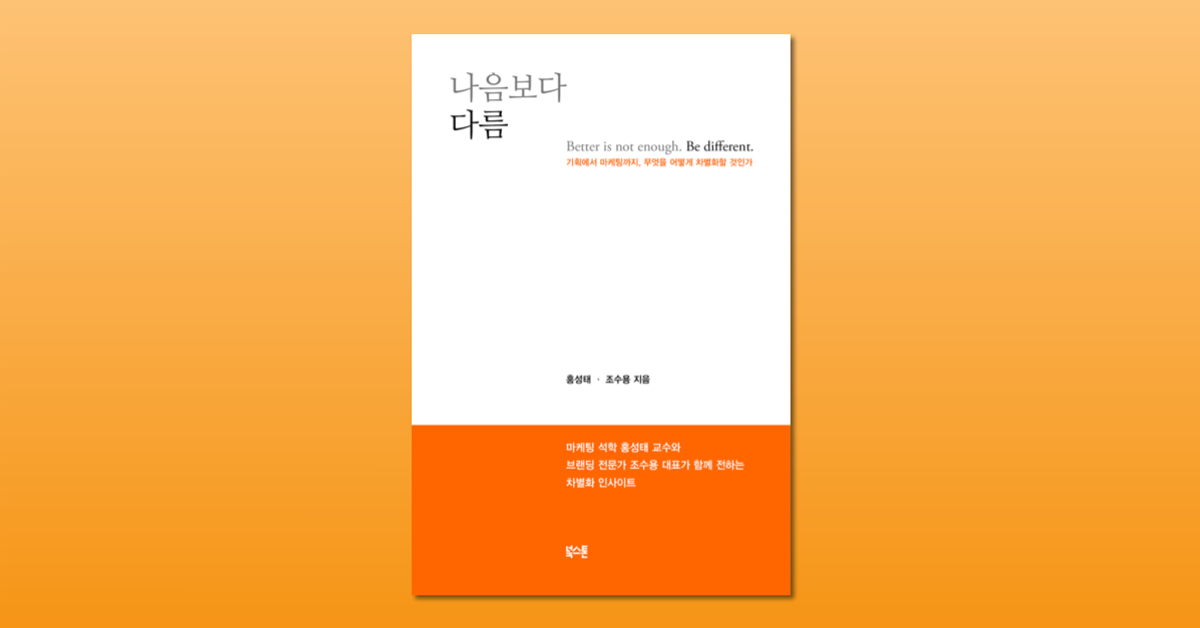 나음보다
다름
Better is not enough. Be different.
기획에서 마케팅까지, 무엇을 어떻게 차별화할 것인가
홍성태 · 조수용 지음
마케팅 석학 홍성태 교수와
브랜딩 전문가 조수용 대표가 함께 전하는
차별화 인사이트
북스톤